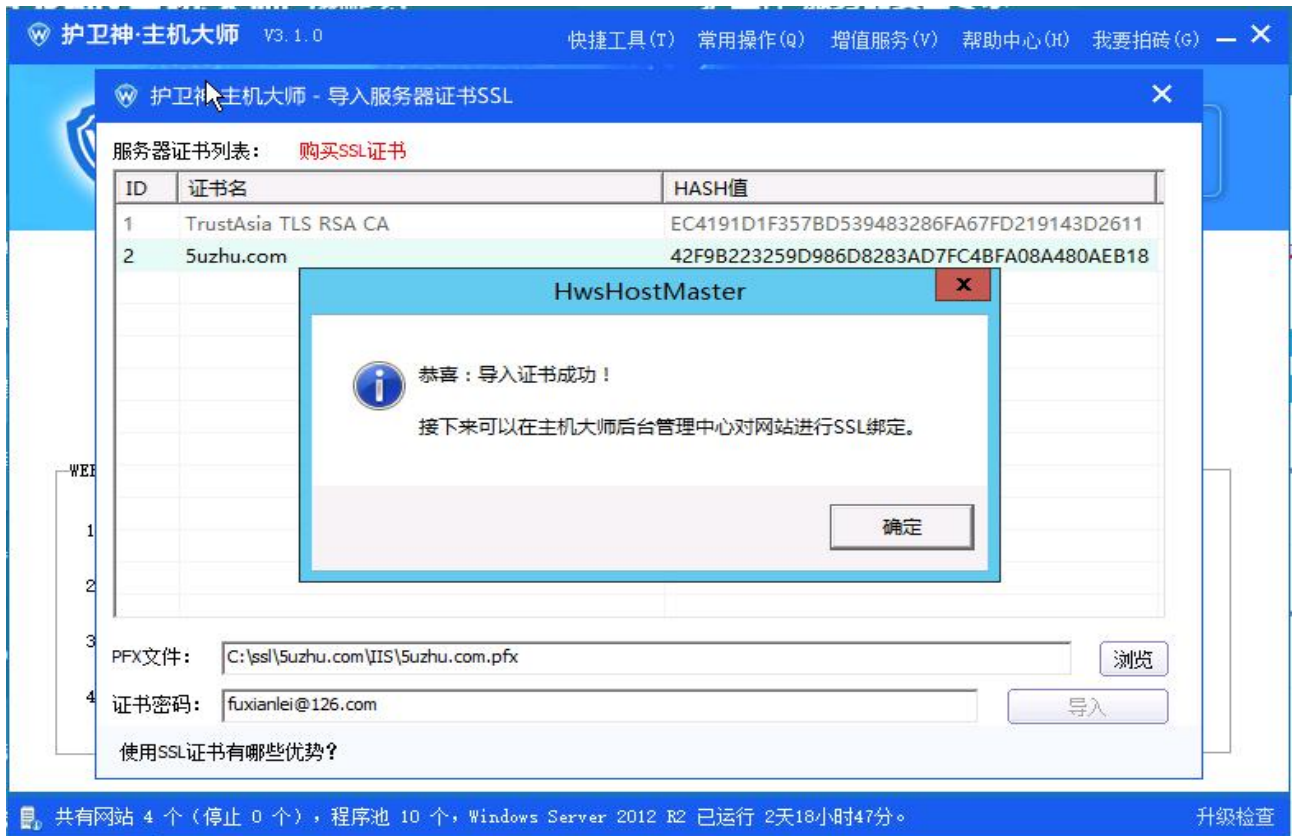 护卫神·主机大师 V3.1.0 快捷工具(T) 常用操作(Q) 增值服务(V) 帮助中心(H) 我要拍砖(G)
护卫神·主机大师 - 导入服务器证书SSL
服务器证书列表: 购买SSL证书
ID 证书名 HASH值
1 TrustAsia TLS RSA CA EC4191D1F357BD539483286FA67FD219143D2611
2 5uzhu.com 42F9B223259D986D8283AD7FC4BFA08A480AEB18
HwsHostMaster
恭喜:导入证书成功!
接下来可以在主机大师后台管理中心对网站进行SSL绑定。
WEB
1
确定
2
3
PFX文件: C:\ssl\5uzhu.com\IIS\5uzhu.com.pfx 浏览
4
证书密码: fuxianlei@126.com 导入
使用SSL证书有哪些优势?
共有网站 4 个(停止 0 个),程序池 10 个,Windows Server 2012 R2 已运行 2天18小时47分。 升级检查